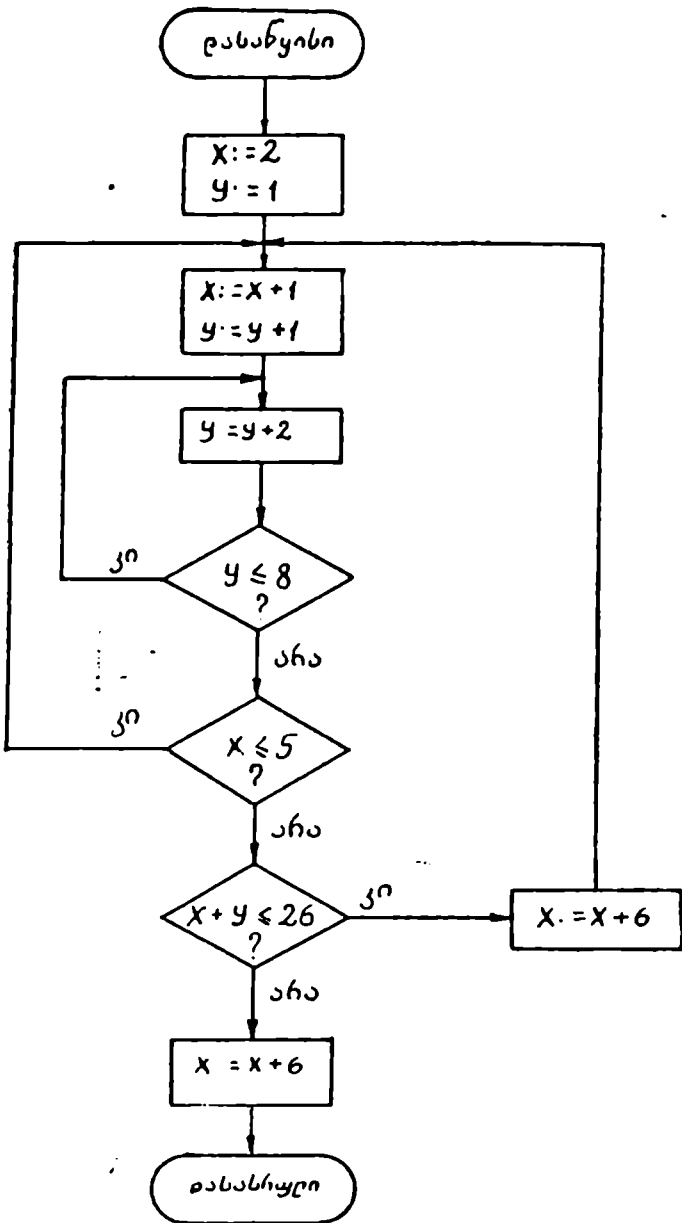 დასაწყისი
x:=2
y:=1
x:=x+1
y:=y+1
y=y+2
კი
y≤8
?
არა
კი
x≤5
?
არა
x+y≤26
?
კი
x.=x+6
არა
x =x+6
დასასრული